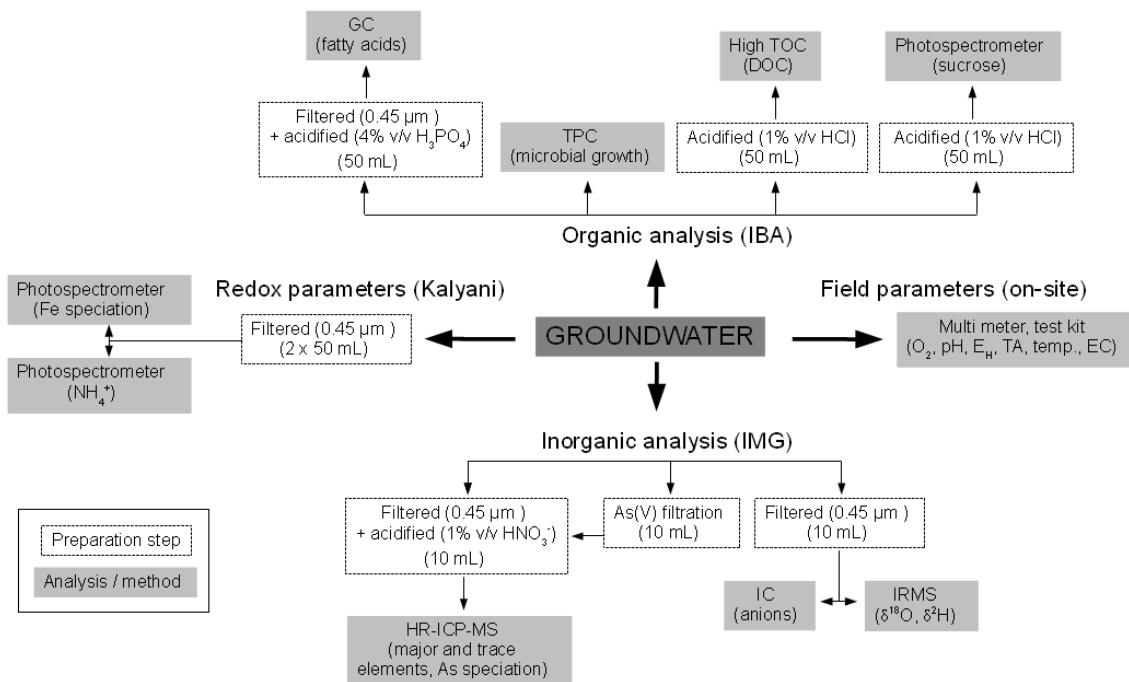 GC
(fatty acids)
High TOC
(DOC)
Photospectrometer
(sucrose)
Filtered (0.45 µm )
+ acidified (4% v/v H₃PO₄)
(50 mL)
TPC
(microbial growth)
Acidified (1% v/v HCl)
(50 mL)
Acidified (1% v/v HCl)
(50 mL)
Organic analysis (IBA)
Photospectrometer
(Fe speciation)
Redox parameters (Kalyani)
Filtered (0.45 µm )
(2 x 50 mL)
Photospectrometer
(NH₄⁺)
GROUNDWATER
Field parameters (on-site)
Multi meter, test kit
(O₂, pH, E_H, TA, temp., EC)
Inorganic analysis (IMG)
Filtered (0.45 µm )
+ acidified (1% v/v HNO₃⁻)
(10 mL)
As(V) filtration
(10 mL)
Filtered (0.45 µm )
(10 mL)
IC
(anions)
IRMS
(δ¹⁸O, δ²H)
HR-ICP-MS
(major and trace
elements, As speciation)
Preparation step
Analysis / method